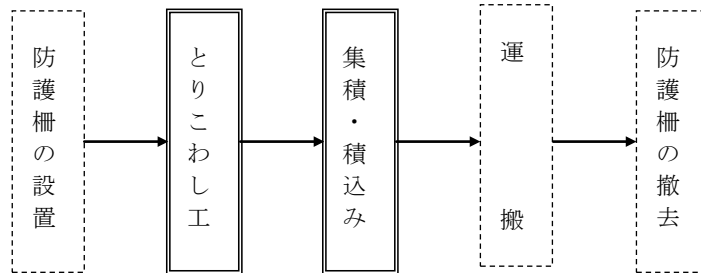 防護柵の設置
とりこわし工
集積・積込み
運搬
防護柵の撤去